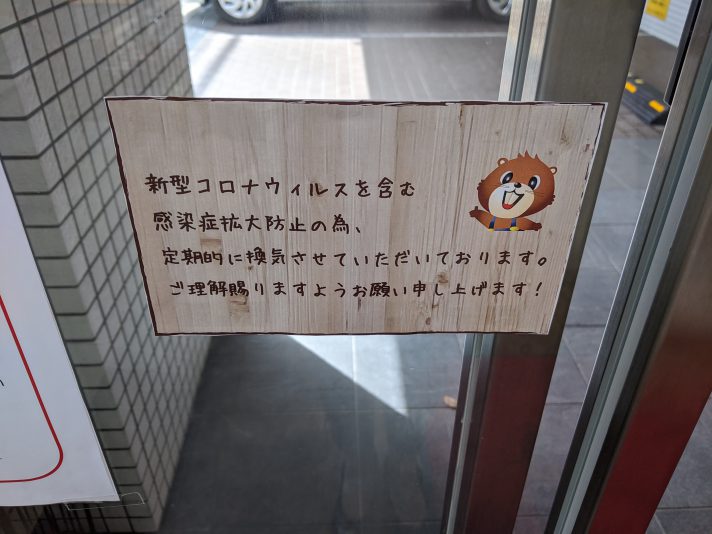 新型コロナウィルスを含む
感染症拡大防止の為、
定期的に換気させていただいております。
ご理解賜りますようお願い申し上げます!